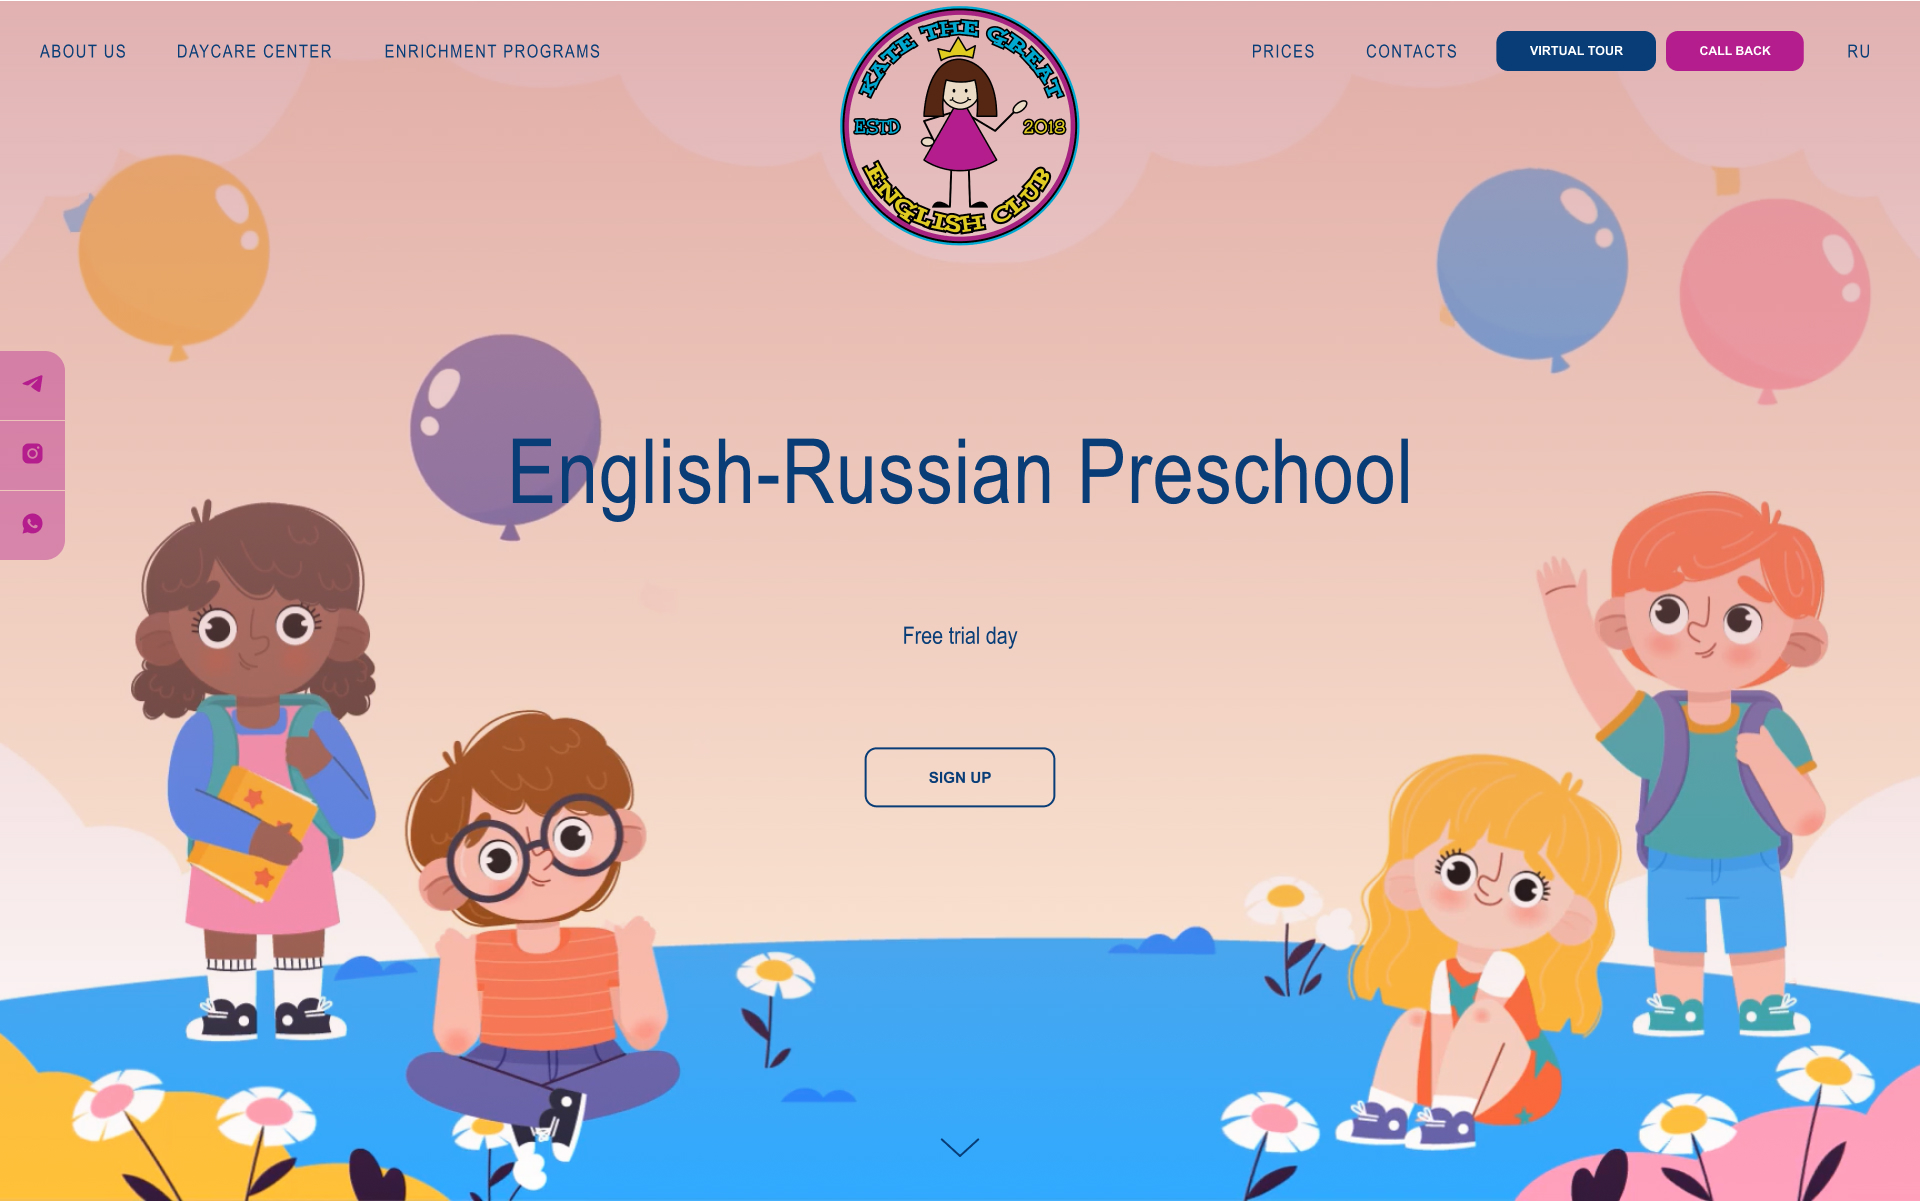 ABOUT US
DAYCARE CENTER
ENRICHMENT PROGRAMS
KATE THE GREAT
ESTD
2018
ENGLISH CLUB
PRICES
CONTACTS
VIRTUAL TOUR
CALL BACK
RU
English-Russian Preschool
Free trial day
SIGN UP